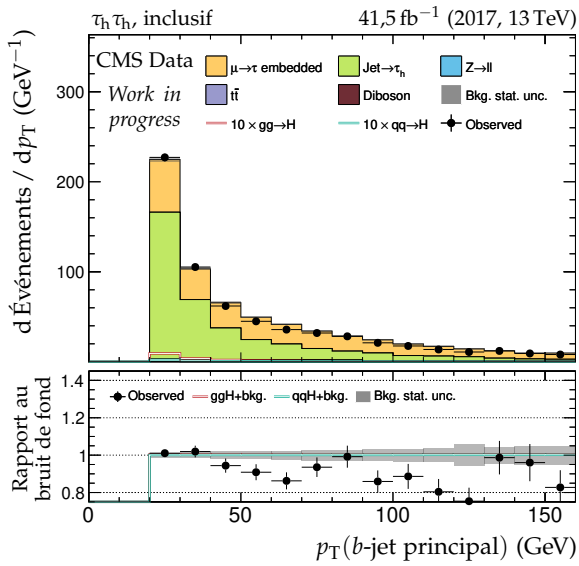 τhτh, inclusif 41,5 fb⁻¹ (2017, 13 TeV)
CMS Data
Work in
progress
μ→τ embedded Jet→τh Z→ll
tt̄ Diboson Bkg. stat. unc.
10 × gg→H 10 × qq→H Observed
dÉvénements / dpT (GeV⁻¹)
300
200
100
Observed ggH+bkg. qqH+bkg. Bkg. stat. unc.
Rapport au
bruit de fond
1.4
1.2
1
0.8
0 50 100 150
pT(b-jet principal) (GeV)